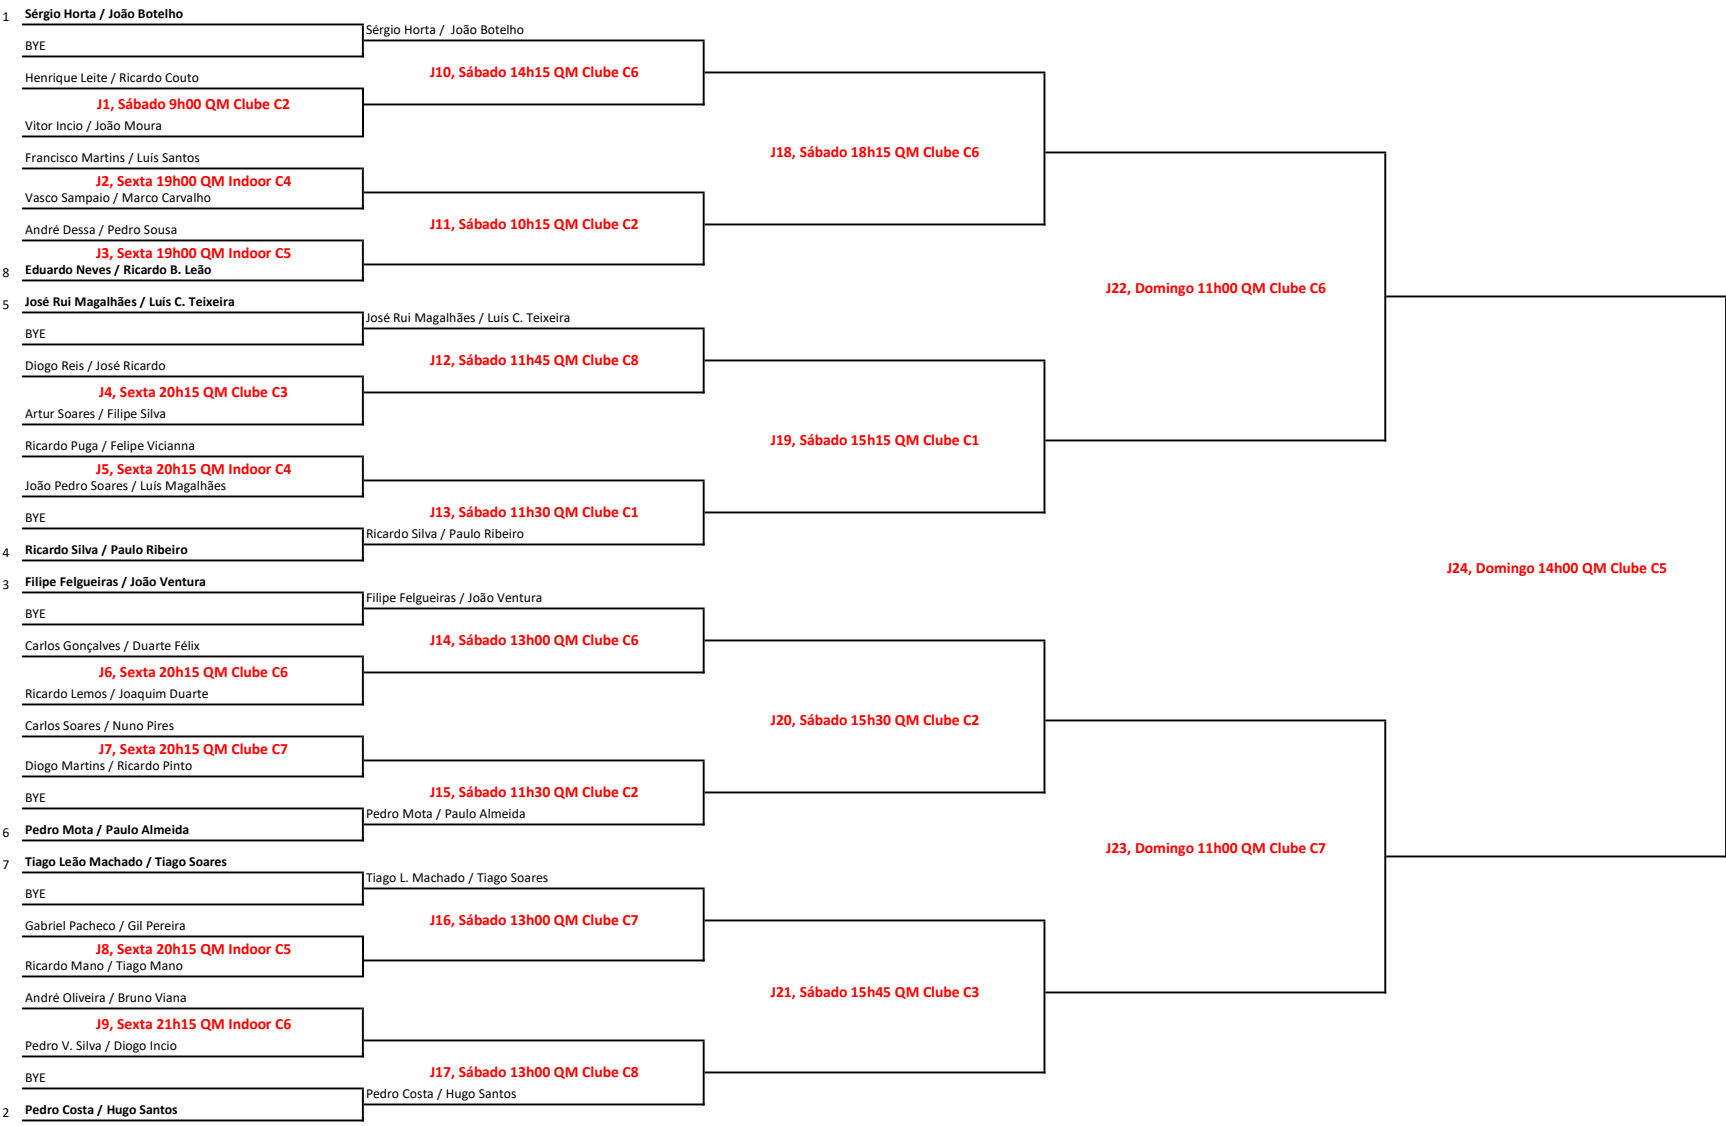 1 Sérgio Horta / João Botelho
Sérgio Horta /  João Botelho
BYE
J10, Sábado 14h15 QM Clube C6
Henrique Leite / Ricardo Couto
J1, Sábado 9h00 QM Clube C2
Vitor Incio / João Moura
J18, Sábado 18h15 QM Clube C6
Francisco Martins / Luís Santos
J2, Sexta 19h00 QM Indoor C4
Vasco Sampaio / Marco Carvalho
J11, Sábado 10h15 QM Clube C2
André Dessa / Pedro Sousa
J3, Sexta 19h00 QM Indoor C5
8 Eduardo Neves / Ricardo B. Leão
J22, Domingo 11h00 QM Clube C6
5 José Rui Magalhães / Luís C. Teixeira
José Rui Magalhães / Luís C. Teixeira
BYE
J12, Sábado 11h45 QM Clube C8
Diogo Reis / José Ricardo
J4, Sexta 20h15 QM Clube C3
Artur Soares / Filipe Silva
J19, Sábado 15h15 QM Clube C1
Ricardo Puga / Felipe Vicianna
J5, Sexta 20h15 QM Indoor C4
João Pedro Soares / Luís Magalhães
J13, Sábado 11h30 QM Clube C1
BYE
Ricardo Silva / Paulo Ribeiro
4 Ricardo Silva / Paulo Ribeiro
J24, Domingo 14h00 QM Clube C5
3 Filipe Felgueiras / João Ventura
Filipe Felgueiras / João Ventura
BYE
J14, Sábado 13h00 QM Clube C6
Carlos Gonçalves / Duarte Félix
J6, Sexta 20h15 QM Clube C6
Ricardo Lemos / Joaquim Duarte
J20, Sábado 15h30 QM Clube C2
Carlos Soares / Nuno Pires
J7, Sexta 20h15 QM Clube C7
Diogo Martins / Ricardo Pinto
J15, Sábado 11h30 QM Clube C2
BYE
Pedro Mota / Paulo Almeida
6 Pedro Mota / Paulo Almeida
J23, Domingo 11h00 QM Clube C7
7 Tiago Leão Machado / Tiago Soares
Tiago L. Machado / Tiago Soares
BYE
J16, Sábado 13h00 QM Clube C7
Gabriel Pacheco / Gil Pereira
J8, Sexta 20h15 QM Indoor C5
Ricardo Mano / Tiago Mano
J21, Sábado 15h45 QM Clube C3
André Oliveira / Bruno Viana
J9, Sexta 21h15 QM Indoor C6
Pedro V. Silva / Diogo Incio
J17, Sábado 13h00 QM Clube C8
BYE
Pedro Costa / Hugo Santos
2 Pedro Costa / Hugo Santos